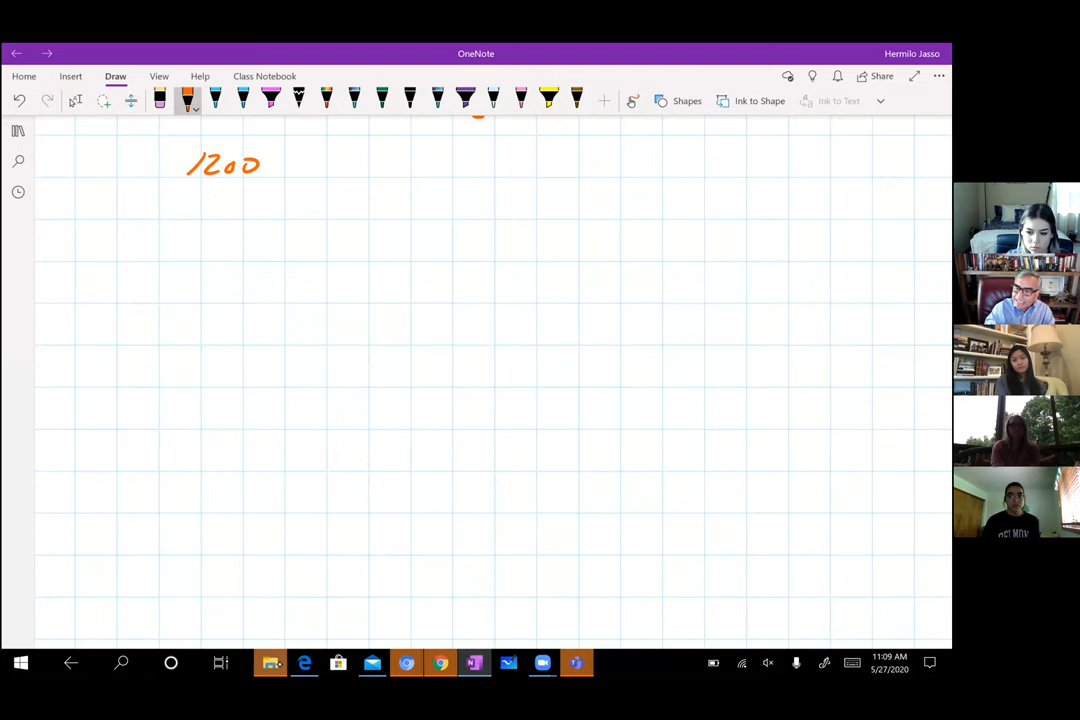 OneNote
Hermilo Jasso
Home Insert Draw View Help Class Notebook
Share
Shapes Ink to Shape Ink to Text
1200
11:09 AM
5/27/2020